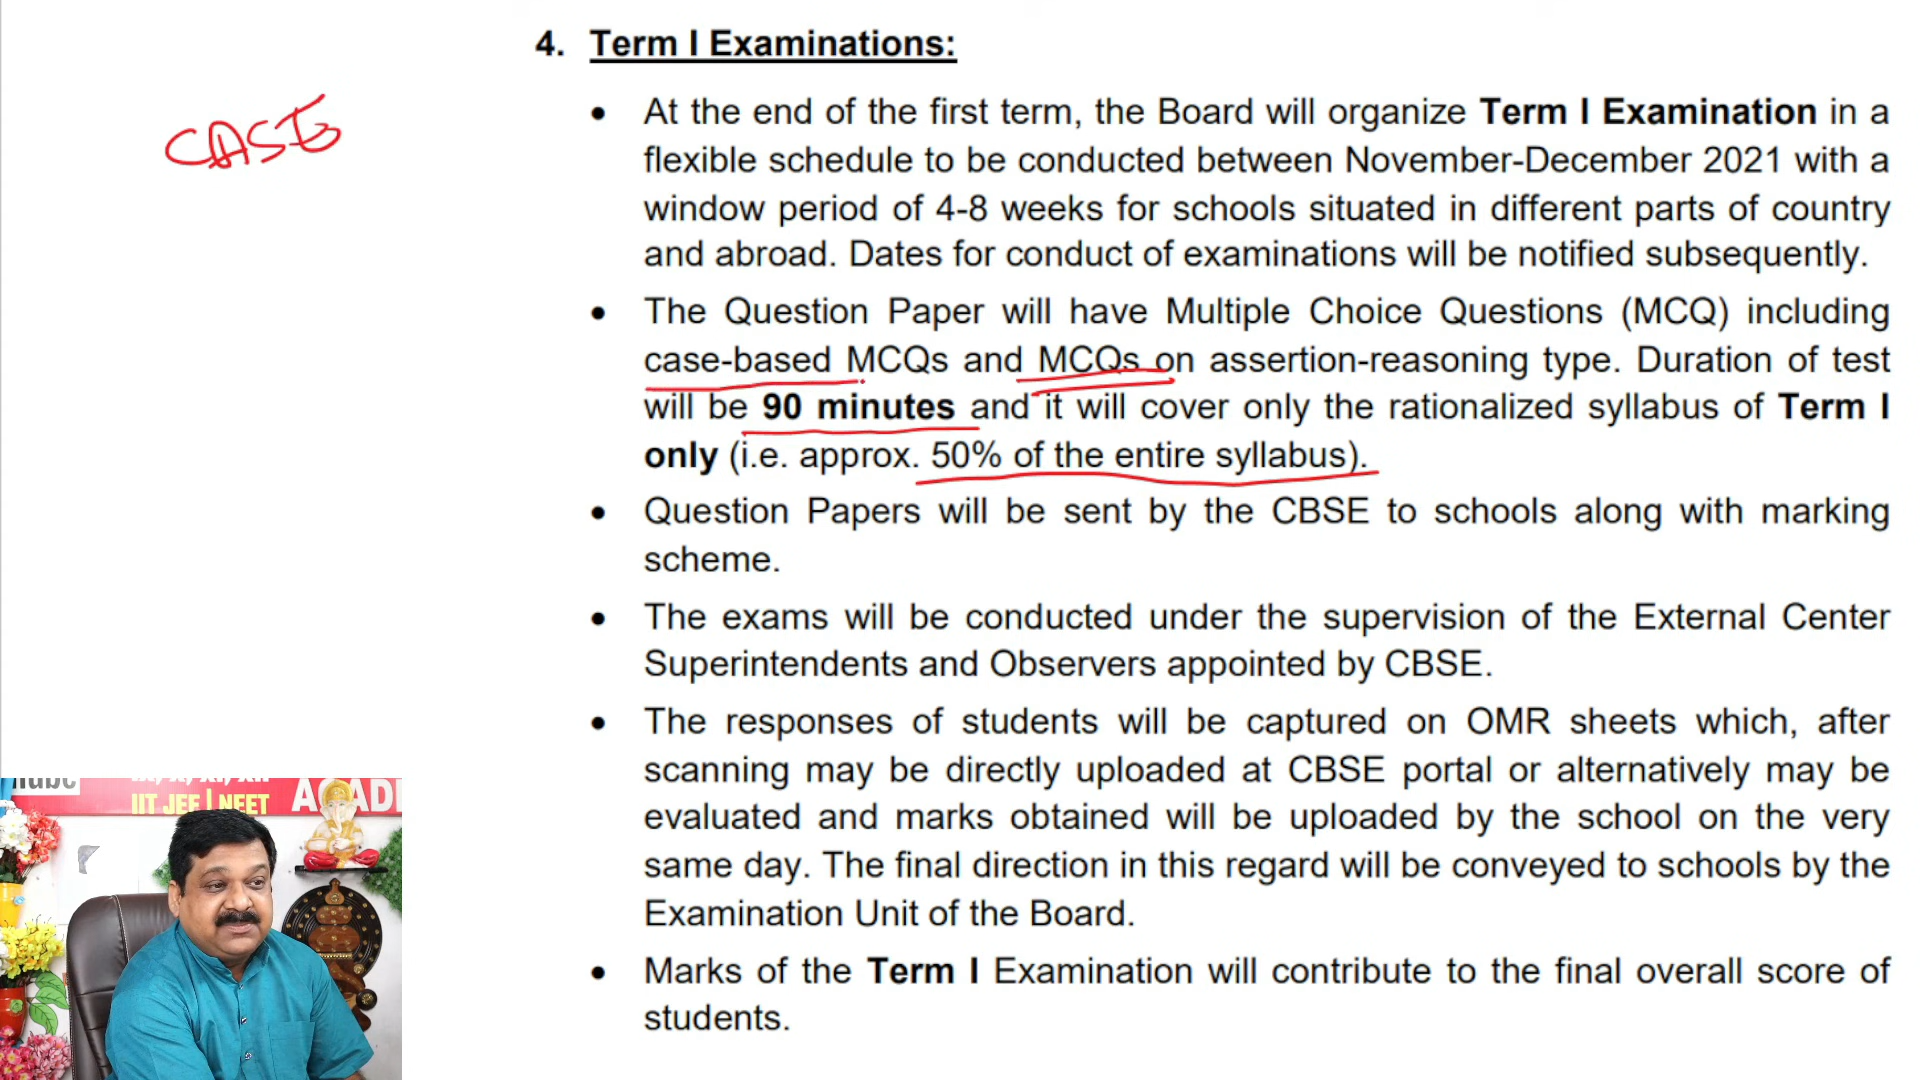 4. Term I Examinations:
CASE
• At the end of the first term, the Board will organize Term I Examination in a
flexible schedule to be conducted between November-December 2021 with a
window period of 4-8 weeks for schools situated in different parts of country
and abroad. Dates for conduct of examinations will be notified subsequently.
• The Question Paper will have Multiple Choice Questions (MCQ) including
case-based MCQs and MCQs on assertion-reasoning type. Duration of test
will be 90 minutes and it will cover only the rationalized syllabus of Term I
only (i.e. approx. 50% of the entire syllabus).
• Question Papers will be sent by the CBSE to schools along with marking
scheme.
• The exams will be conducted under the supervision of the External Center
Superintendents and Observers appointed by CBSE.
• The responses of students will be captured on OMR sheets which, after
scanning may be directly uploaded at CBSE portal or alternatively may be
evaluated and marks obtained will be uploaded by the school on the very
same day. The final direction in this regard will be conveyed to schools by the
Examination Unit of the Board.
• Marks of the Term I Examination will contribute to the final overall score of
students.
IIT JEE | NEET